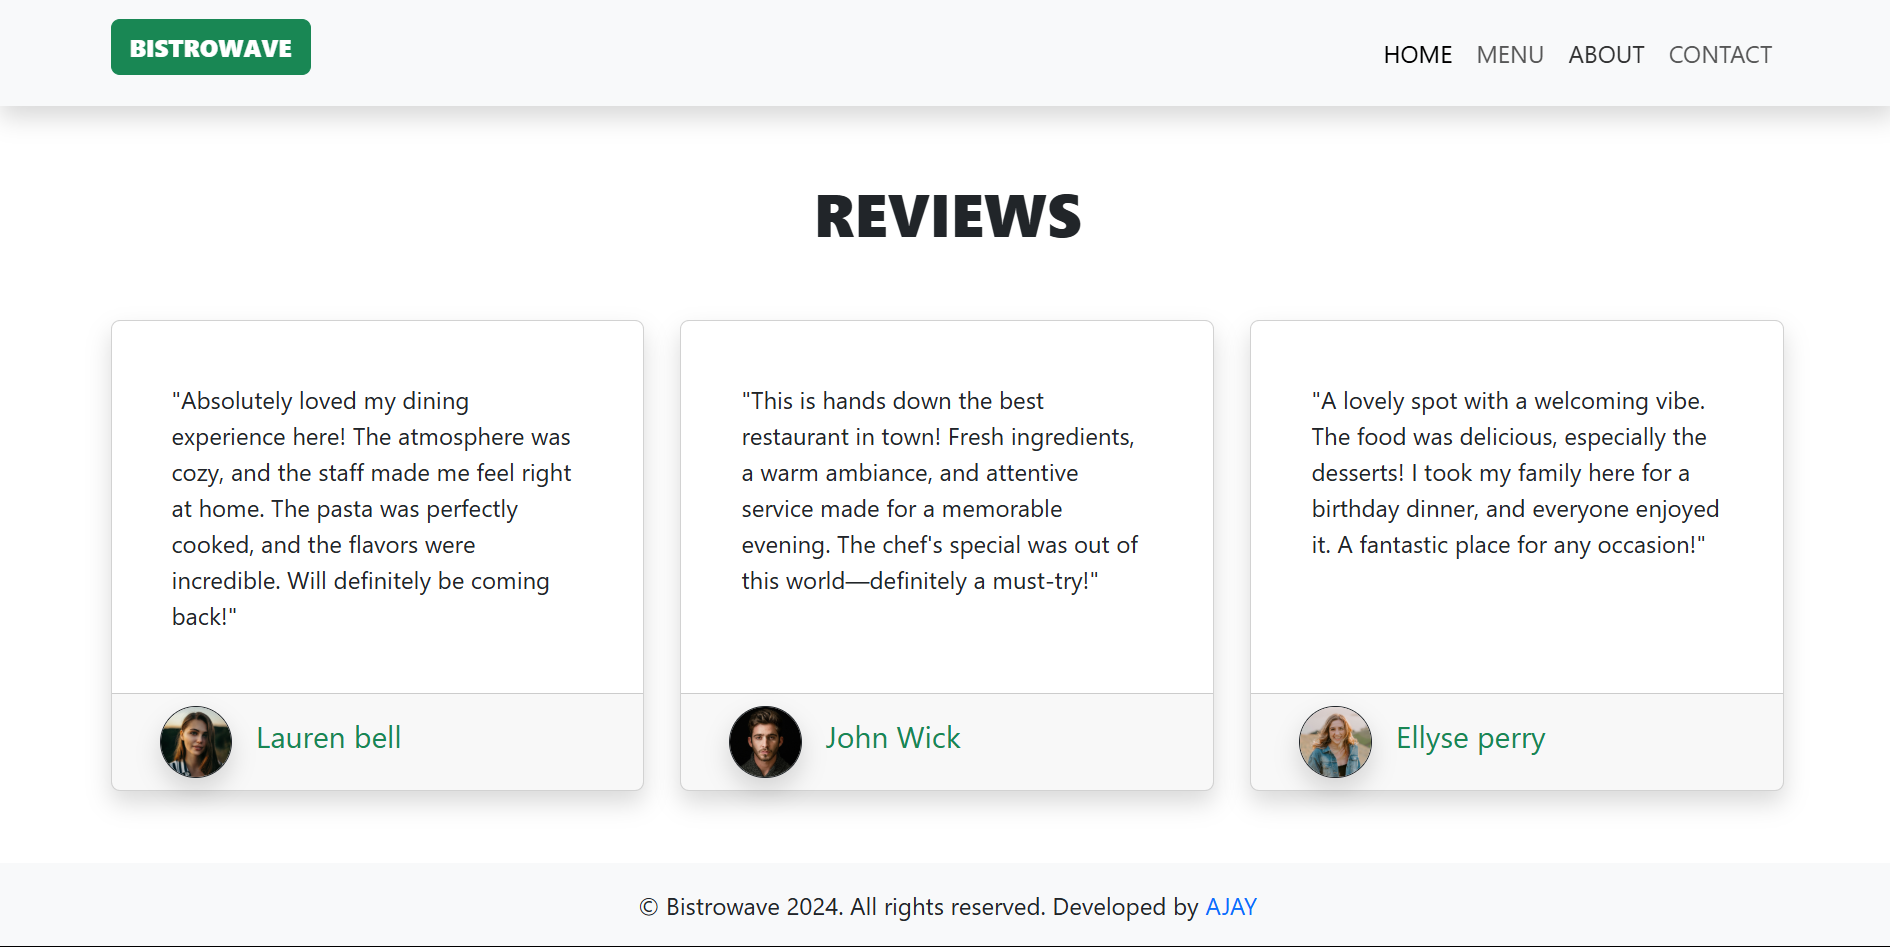 BISTROWAVE
HOME MENU ABOUT CONTACT
REVIEWS
"Absolutely loved my dining
experience here! The atmosphere was
cozy, and the staff made me feel right
at home. The pasta was perfectly
cooked, and the flavors were
incredible. Will definitely be coming
back!"
Lauren bell
"This is hands down the best
restaurant in town! Fresh ingredients,
a warm ambiance, and attentive
service made for a memorable
evening. The chef's special was out of
this world—definitely a must-try!"
John Wick
"A lovely spot with a welcoming vibe.
The food was delicious, especially the
desserts! I took my family here for a
birthday dinner, and everyone enjoyed
it. A fantastic place for any occasion!"
Ellyse perry
© Bistrowave 2024. All rights reserved. Developed by AJAY